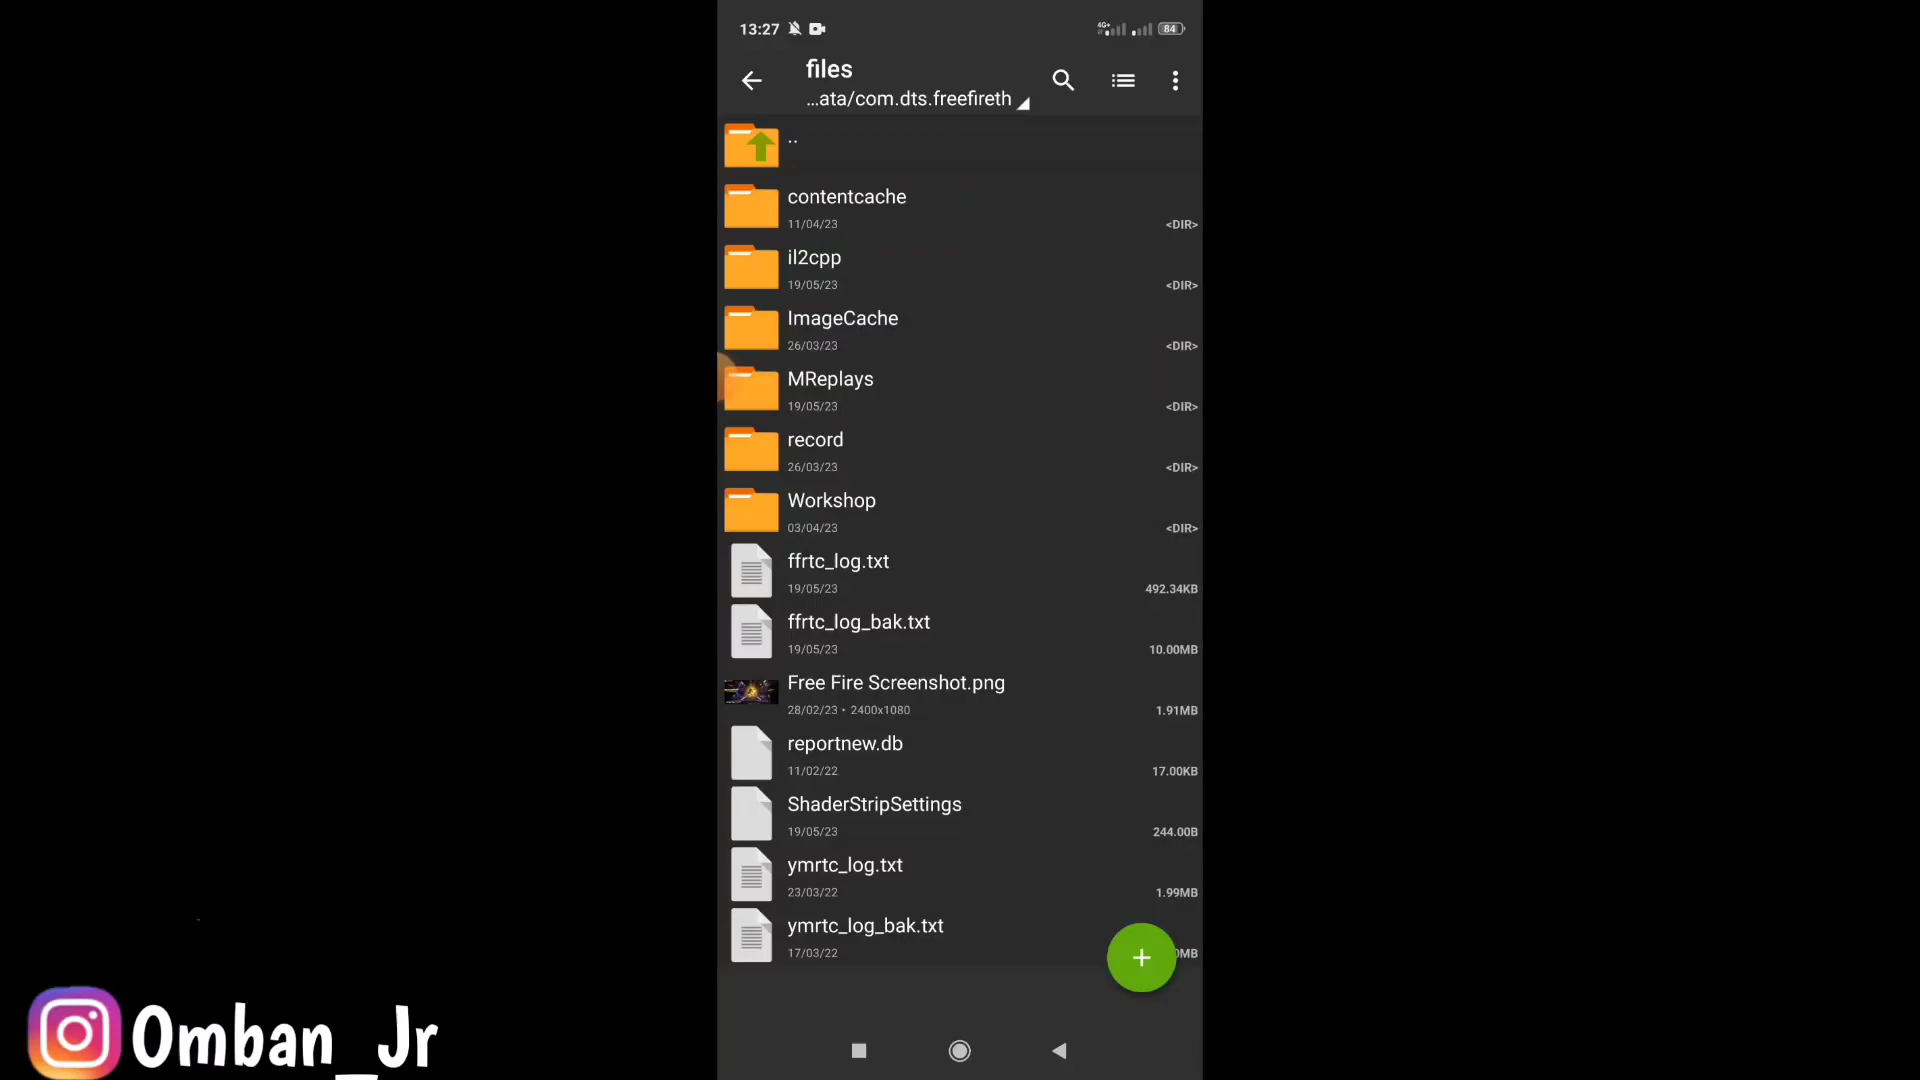 13:27
4G+
84
files
...ata/com.dts.freefireth
..
contentcache
11/04/23 <DIR>
il2cpp
19/05/23 <DIR>
ImageCache
26/03/23 <DIR>
MReplays
19/05/23 <DIR>
record
26/03/23 <DIR>
Workshop
03/04/23 <DIR>
ffrtc_log.txt
19/05/23 492.34KB
ffrtc_log_bak.txt
19/05/23 10.00MB
Free Fire Screenshot.png
28/02/23 • 2400x1080 1.91MB
reportnew.db
11/02/22 17.00KB
ShaderStripSettings
19/05/23 244.00B
ymrtc_log.txt
23/03/22 1.99MB
ymrtc_log_bak.txt
17/03/22
Omban_Jr